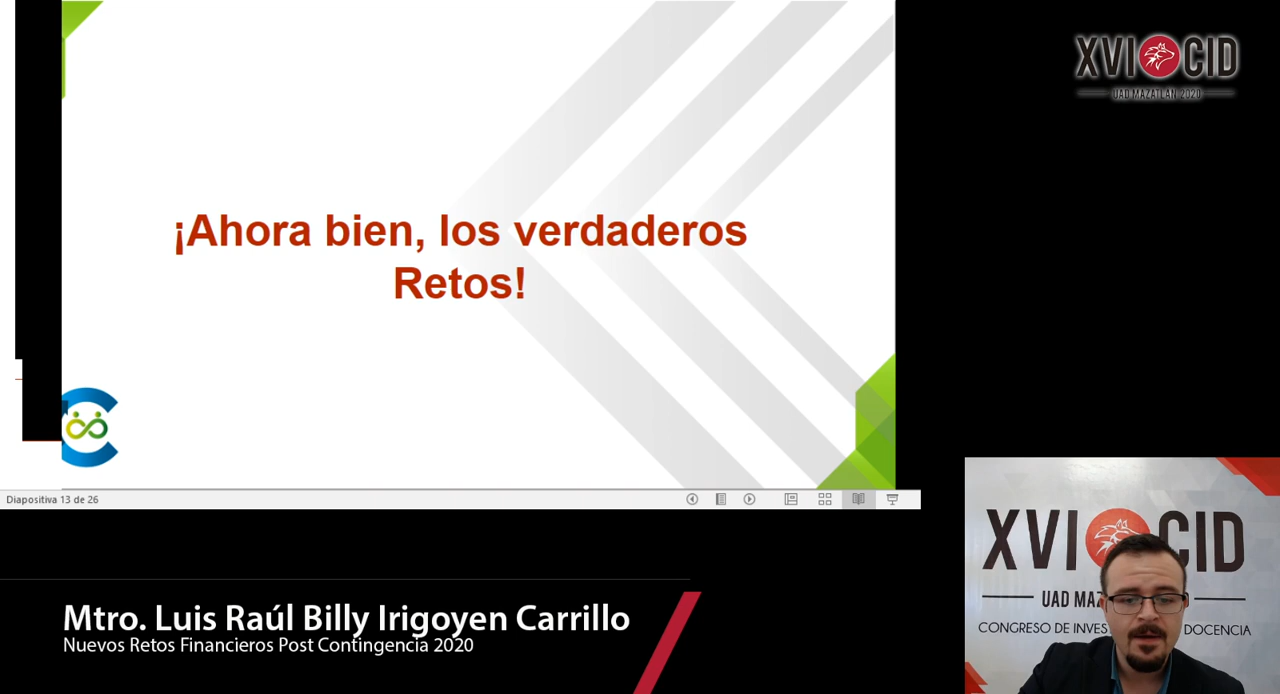 ¡Ahora bien, los verdaderos
Retos!
Diapositiva 13 de 26
XVI CID
UAD MAZATLÁN 2020
Mtro. Luis Raúl Billy Irigoyen Carrillo
Nuevos Retos Financieros Post Contingencia 2020
XVI CID
UAD MAZ
CONGRESO DE INVES DOCENCIA